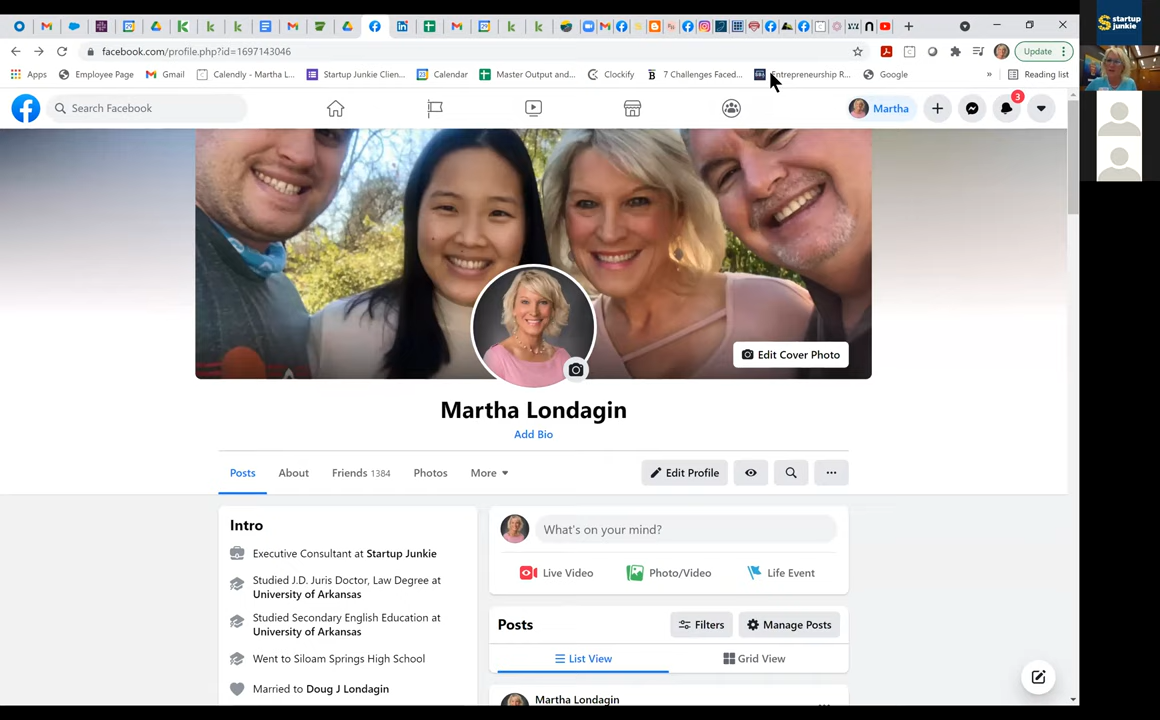 facebook.com/profile.php?id=1697143046
Update
Apps
Employee Page
Gmail
Calendly - Martha L...
Startup Junkie Clien...
Calendar
Master Output and...
Clockify
7 Challenges Faced...
Entrepreneurship R...
Google
»
Reading list
Search Facebook
Martha
3
Edit Cover Photo
Martha Londagin
Add Bio
Posts
About
Friends 1384
Photos
More
Edit Profile
Intro
Executive Consultant at Startup Junkie
Studied J.D. Juris Doctor, Law Degree at
University of Arkansas
Studied Secondary English Education at
University of Arkansas
Went to Siloam Springs High School
Married to Doug J Londagin
What's on your mind?
Live Video
Photo/Video
Life Event
Posts
Filters
Manage Posts
List View
Grid View
Martha Londagin
startup
junkie